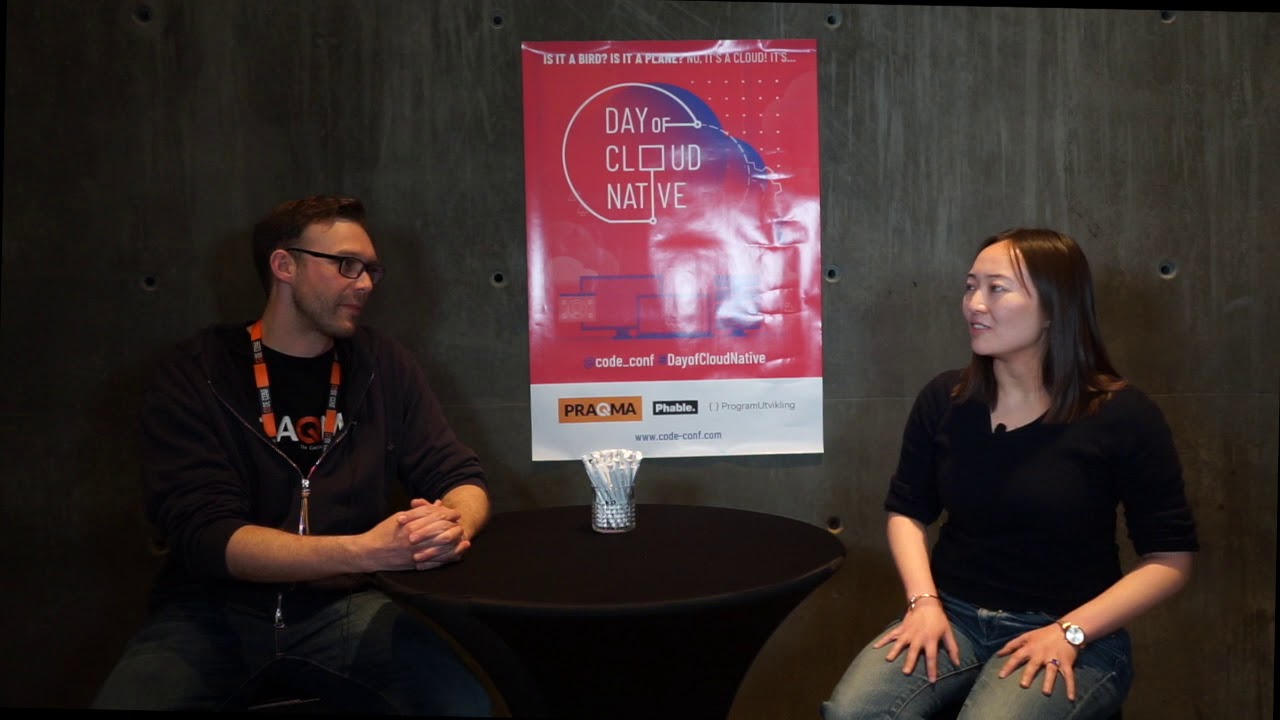 IS IT A BIRD? IS IT A PLANE? NO, IT'S A CLOUD! IT'S...
DAY OF
CLOUD
NATIVE
@code_conf #DayofCloudNative
PRAQMA Phable. { } ProgramUtvikling
www.code-conf.com
AQMA